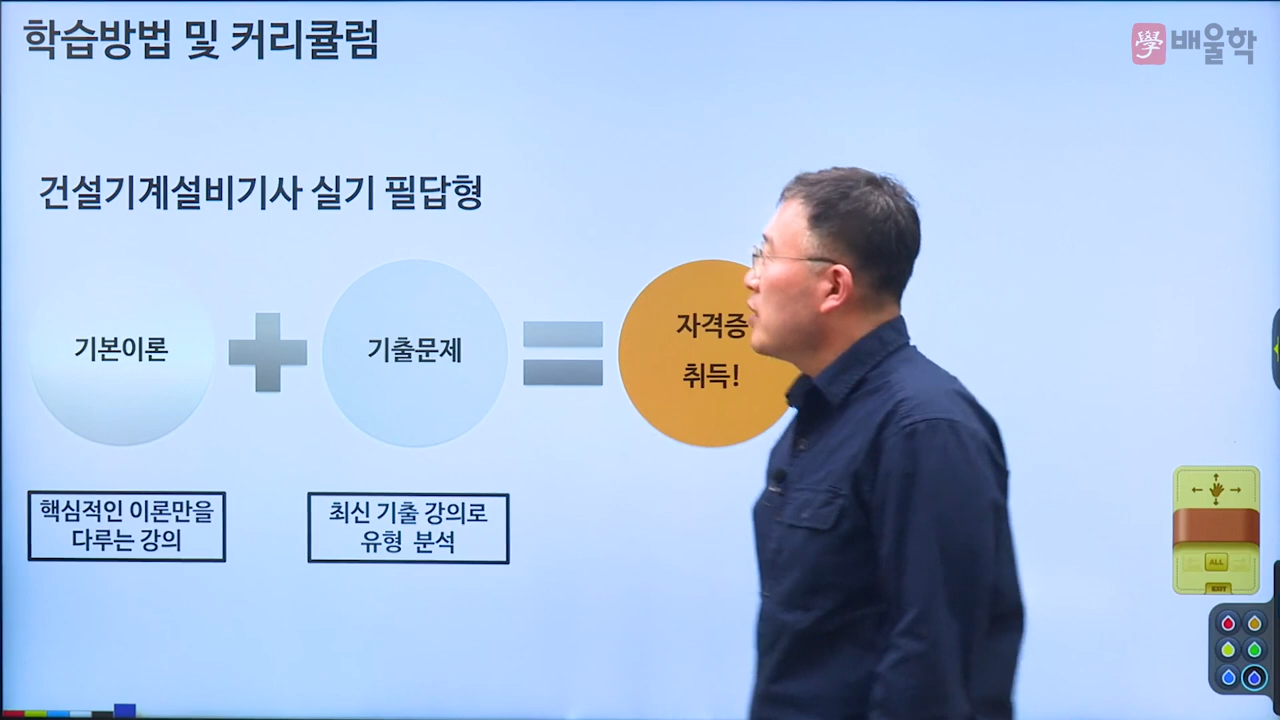 학습방법 및 커리큘럼
學 배울학
건설기계설비기사 실기 필답형
기본이론
기출문제
자격증
취득!
핵심적인 이론만을
다루는 강의
최신 기출 강의로
유형 분석
ALL
EXIT